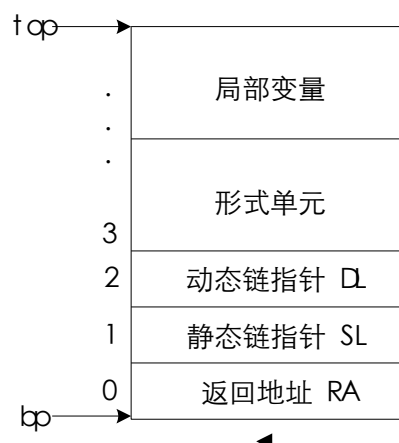 top
局部变量
.
.
.
形式单元
3
2 动态链指针 DL
1 静态链指针 SL
0 返回地址 RA
bp